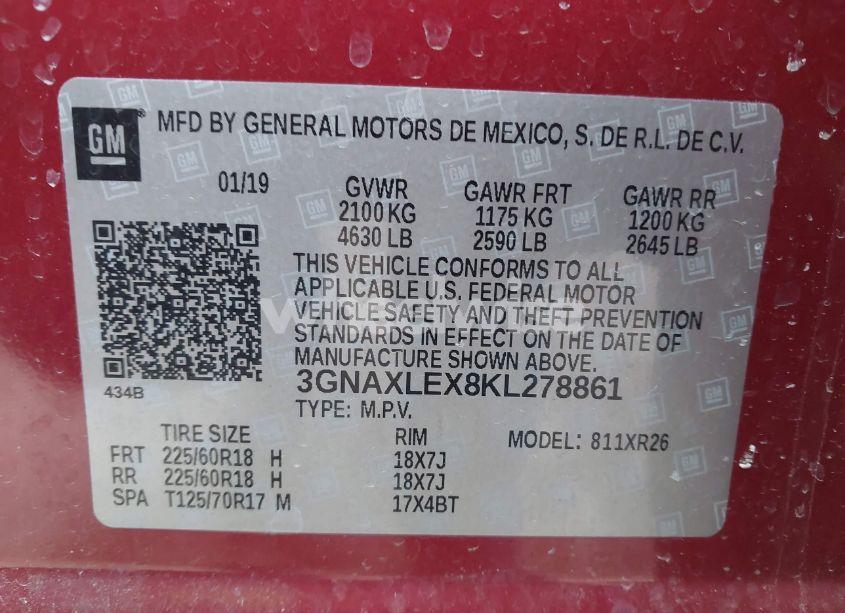 GM ® MFD BY GENERAL MOTORS DE MEXICO, S. DE R.L. DE C.V.
01/19 GVWR GAWR FRT GAWR RR
2100 KG 1175 KG 1200 KG
4630 LB 2590 LB 2645 LB
THIS VEHICLE CONFORMS TO ALL
APPLICABLE U.S. FEDERAL MOTOR
VEHICLE SAFETY AND THEFT PREVENTION
STANDARDS IN EFFECT ON THE DATE OF
MANUFACTURE SHOWN ABOVE.
434B
3GNAXLEX8KL278861
TYPE: M.P.V.
TIRE SIZE RIM MODEL: 811XR26
FRT 225/60R18 H 18X7J
RR 225/60R18 H 18X7J
SPA T125/70R17 M 17X4BT